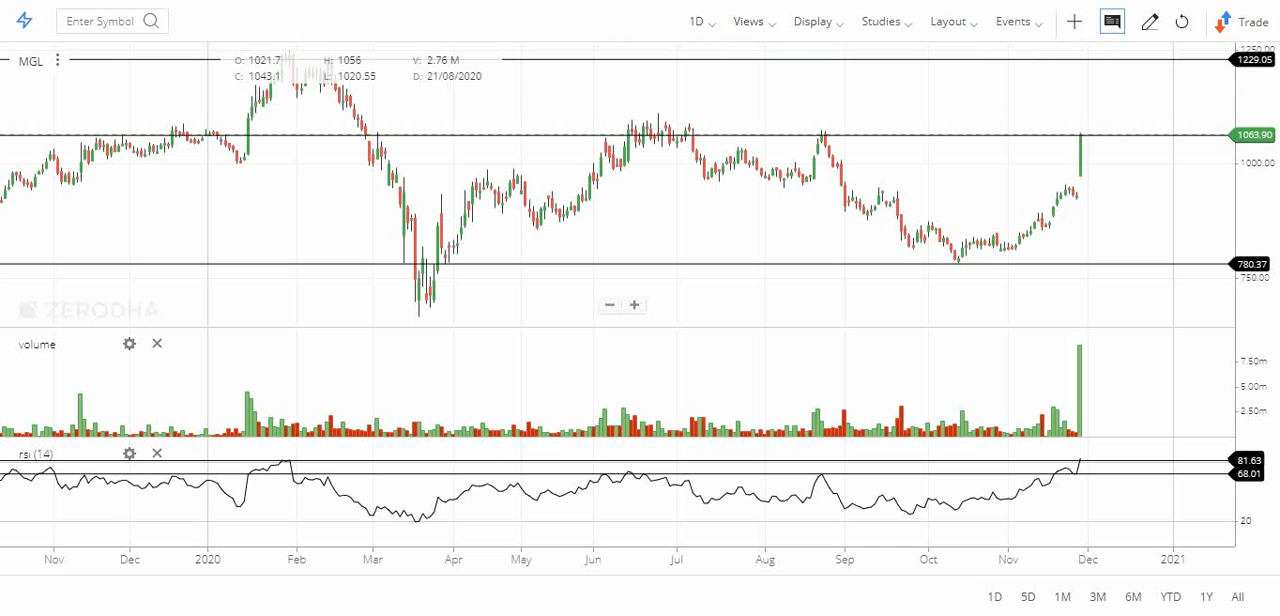 Enter Symbol 1D Views Display Studies Layout Events Trade
MGL O: 1021.7 H: 1056 V: 2.76 M
C: 1043.1 L: 1020.55 D: 21/08/2020
1250.00
1229.05
1063.90
1000.00
780.37
750.00
ZERODHA
volume
7.50m
5.00m
2.50m
rsi (14)
81.63
68.01
20
Nov Dec 2020 Feb Mar Apr May Jun Jul Aug Sep Oct Nov Dec 2021
1D 5D 1M 3M 6M YTD 1Y All